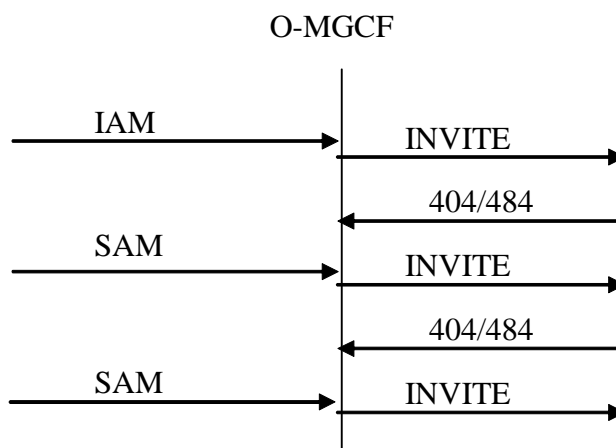 O-MGCF
IAM
INVITE
404/484
SAM
INVITE
404/484
SAM
INVITE